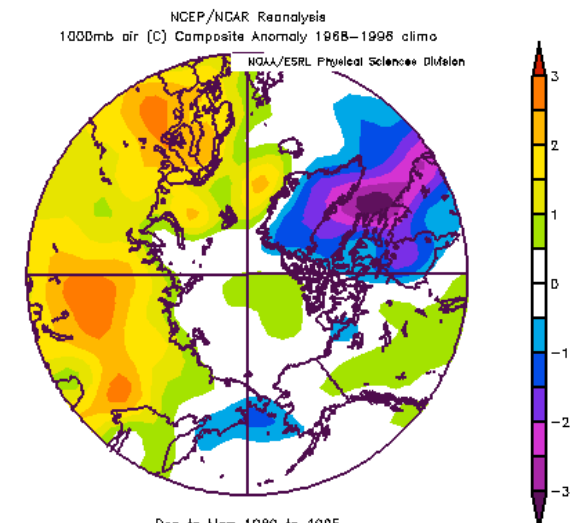 NCEP/NCAR Reanalysis
1000mb air (C) Composite Anomaly 1968-1996 climo
NOAA/ESRL Physical Sciences Division
3
2
1
0
-1
-2
-3